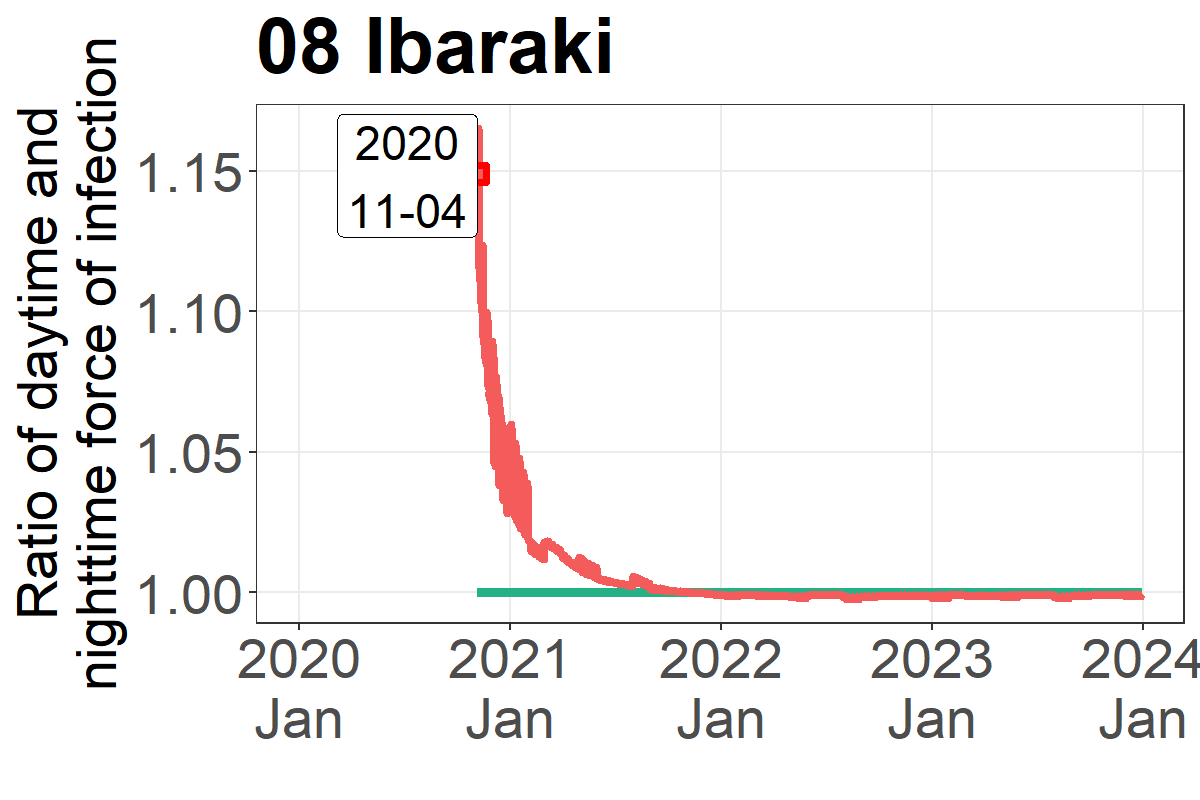 08 Ibaraki
Ratio of daytime and
nighttime force of infection
1.15
1.10
1.05
1.00
2020
11-04
2020 2021 2022 2023 2024
Jan Jan Jan Jan Jan